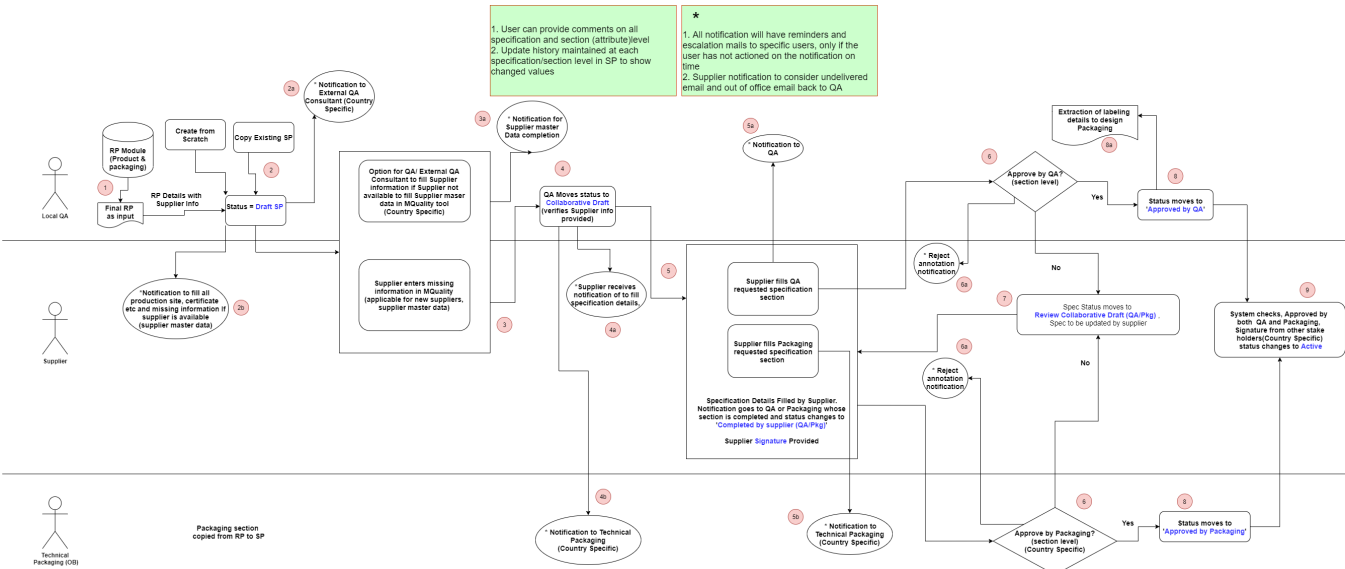 1. User can provide comments on all
specification and section (attribute)level
2. Update history maintained at each
specification/section level in SP to show
changed values
*
1. All notification will have reminders and
escalation mails to specific users, only if the
user has not actioned on the notification on
time
2. Supplier notification to consider undelivered
email and out of office email back to QA
2a
* Notification to
External QA
Consultant (Country
Specific)
RP Module
(Product &
packaging)
Create from
Scratch
Copy Existing SP
1
2
RP Details with
Supplier Info
Final RP
as input
Status = Draft SP
Local QA
3a
* Notification for
Supplier master
Data completion
Option for QA/ External QA
Consultant to fill Supplier
information if Supplier not
available to fill Supplier maser
data in MQuality tool
(Country Specific)
4
QA Moves status to
Collaborative Draft
(verifies Supplier info
provided)
5a
* Notification to
QA
6
Approve by QA?
(section level)
Yes
No
Extraction of labeling
details to design
Packaging
8a
8
Status moves to
'Approved by QA'
*Notification to fill all
production site, certificate
etc and missing information if
supplier is available
(supplier master data)
2b
Supplier
Supplier enters missing
information in MQuality
(applicable for new suppliers,
supplier master data)
3
*Supplier receives
notification of to fill
specification details,
4a
5
Supplier fills QA
requested specification
section
Supplier fills Packaging
requested specification
section
Specification Details Filled by Supplier.
Notification goes to QA or Packaging whose
section is completed and status changes to
'Completed by supplier (QA/Pkg)'
Supplier Signature Provided
* Reject
annotation
notification
6a
7
Spec Status moves to
Review Collaborative Draft (QA/Pkg) ,
Spec to be updated by supplier
6a
* Reject
annotation
notification
No
9
System checks, Approved by
both QA and Packaging,
Signature from other stake
holders(Country Specific)
status changes to Active
Technical
Packaging (OB)
Packaging section
copied from RP to SP
4b
* Notification to Technical
Packaging
(Country Specific)
5b
* Notification to
Technical Packaging
(Country Specific)
6
Approve by Packaging?
(section level)
(Country Specific)
Yes
8
Status moves to
'Approved by Packaging'